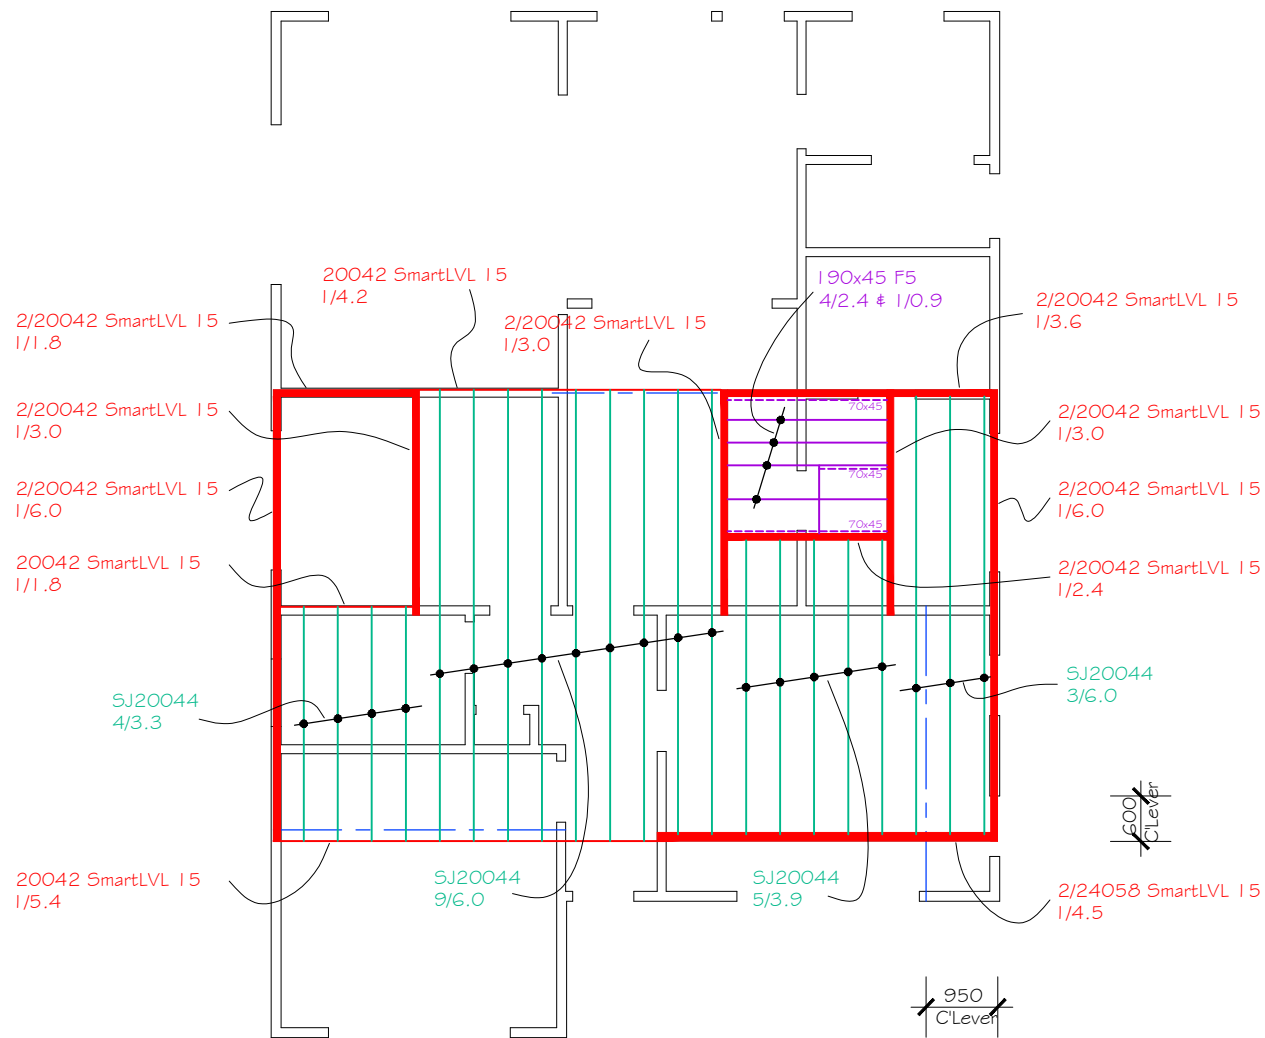 20042 SmartLVL 15
1/4.2
190x45 F5
4/2.4 & 1/0.9
2/20042 SmartLVL 15
1/3.6
2/20042 SmartLVL 15
1/1.8
2/20042 SmartLVL 15
1/3.0
2/20042 SmartLVL 15
1/3.0
70x45
2/20042 SmartLVL 15
1/3.0
2/20042 SmartLVL 15
1/6.0
70x45
2/20042 SmartLVL 15
1/6.0
70x45
20042 SmartLVL 15
1/1.8
2/20042 SmartLVL 15
1/2.4
SJ20044
4/3.3
SJ20044
3/6.0
600
C'Lever
20042 SmartLVL 15
1/5.4
SJ20044
9/6.0
SJ20044
5/3.9
2/24058 SmartLVL 15
1/4.5
950
C'Lever